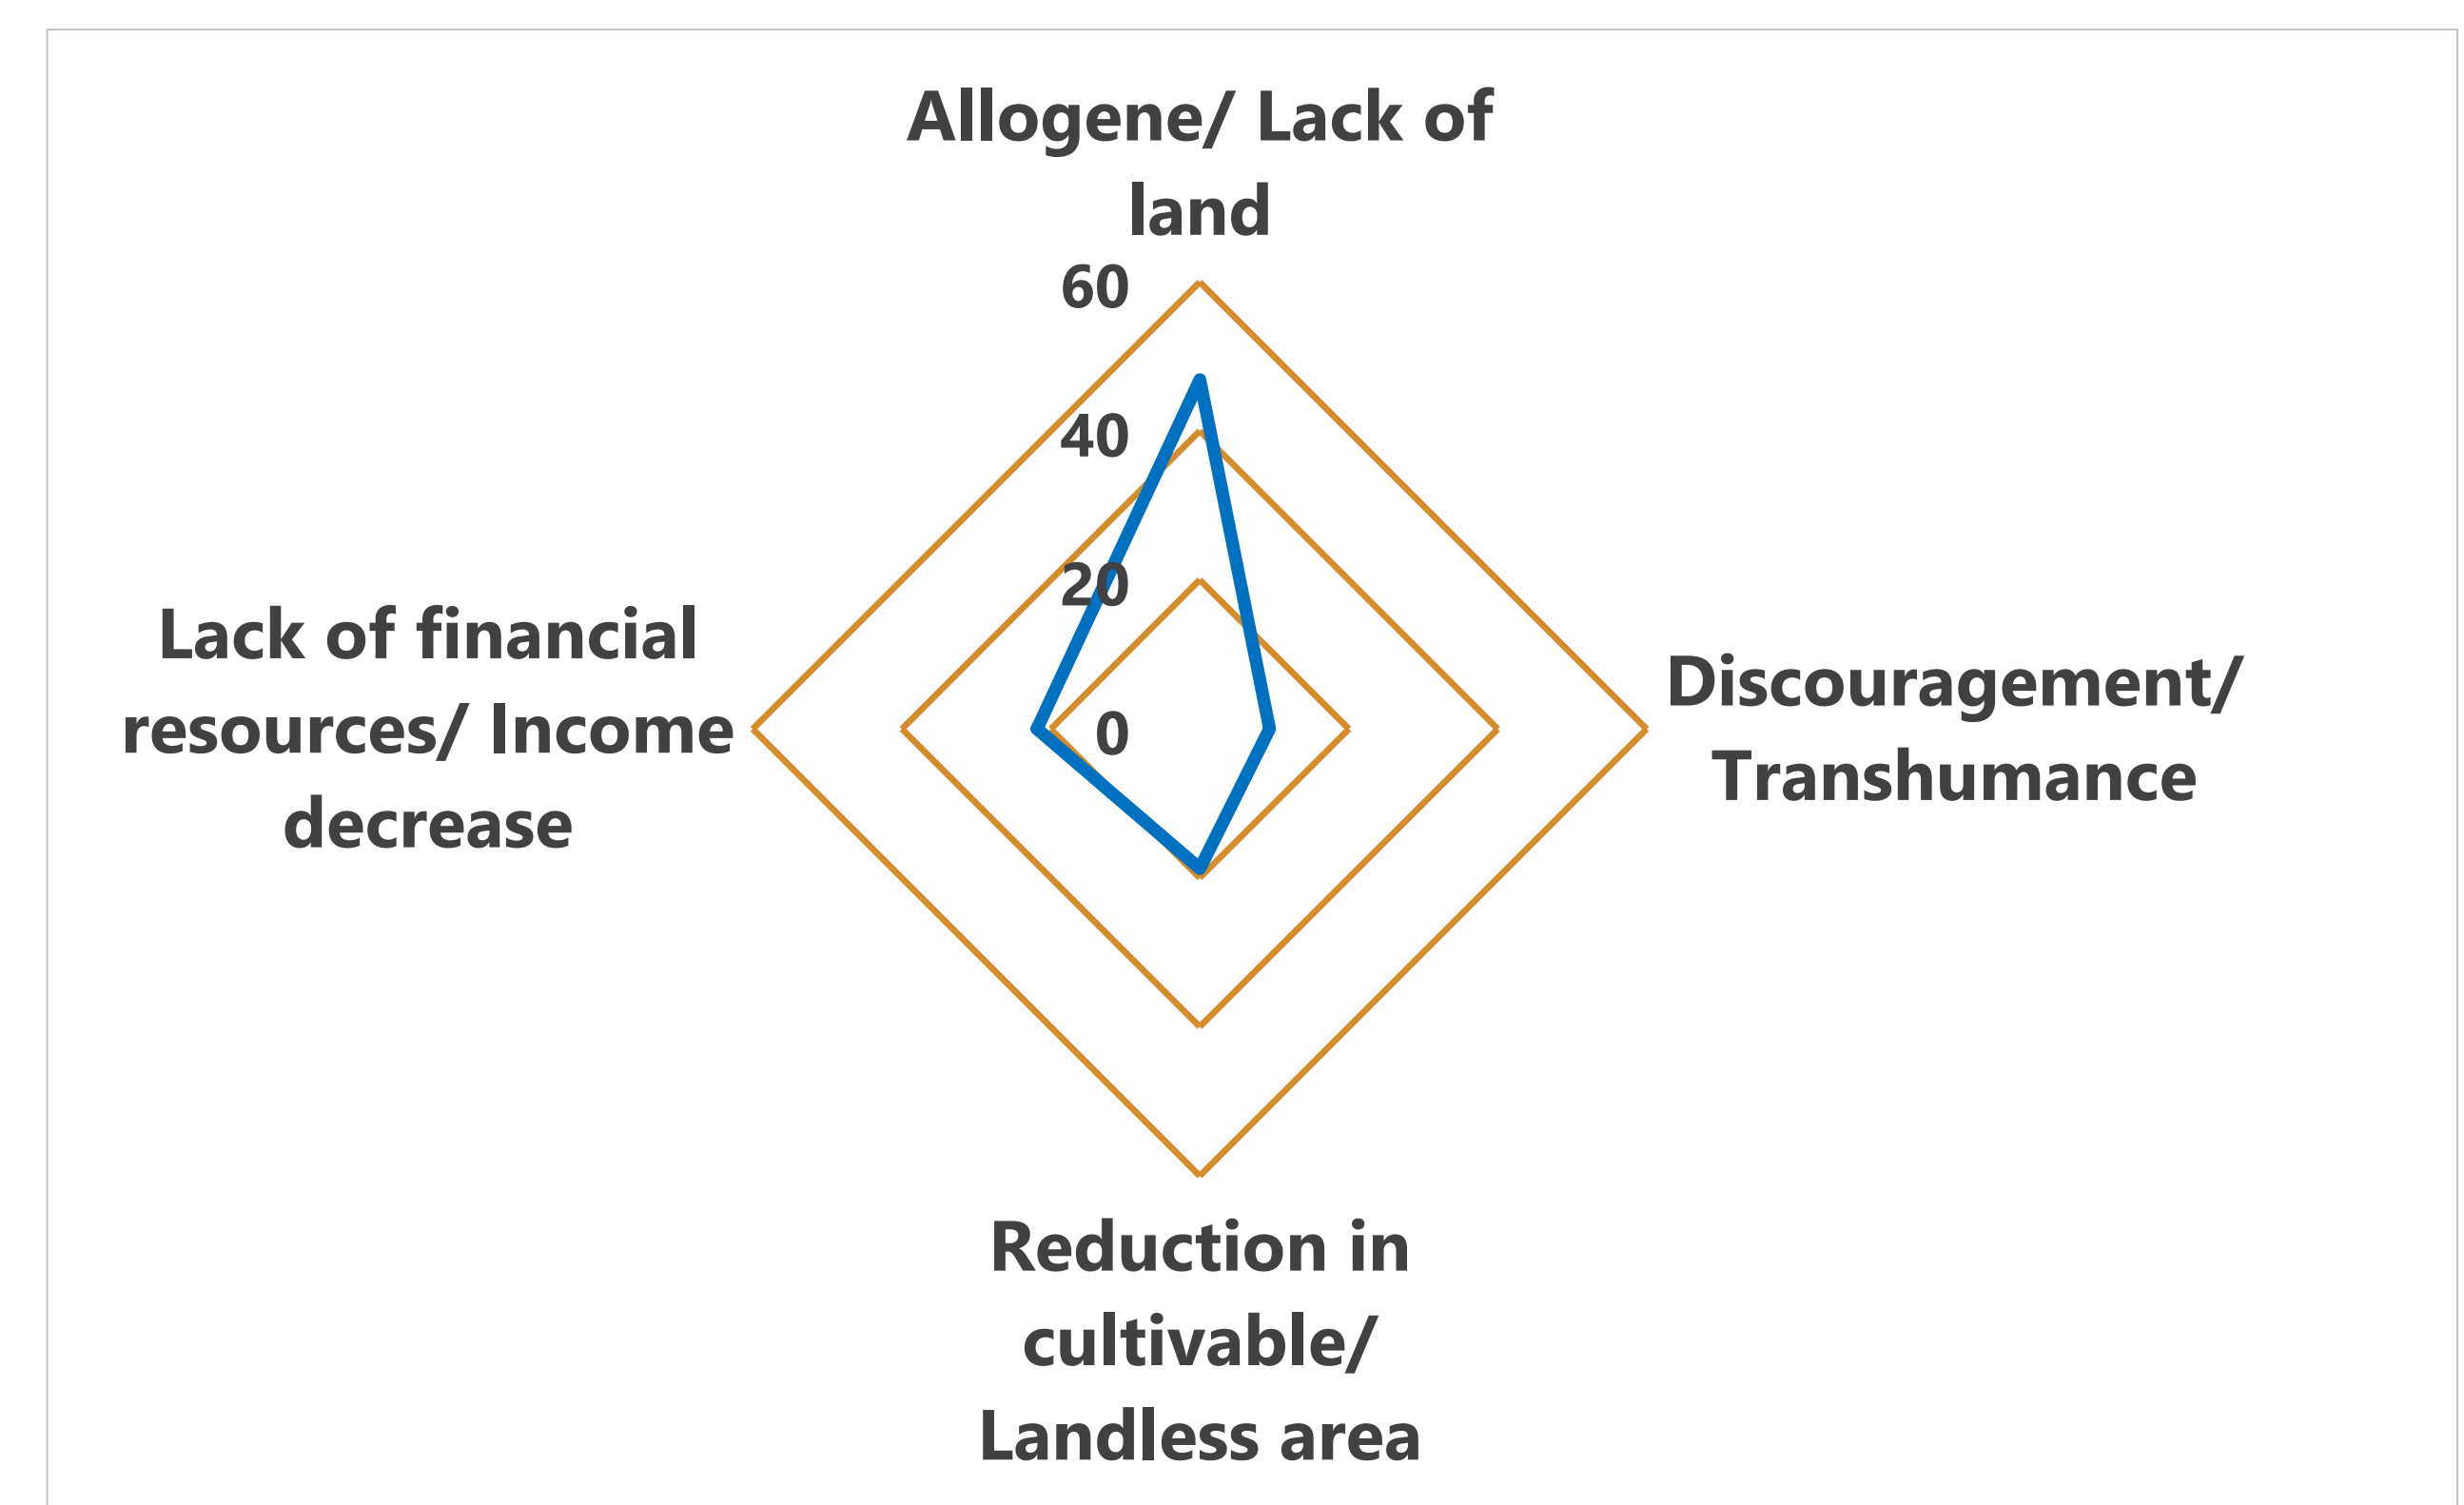 Allogene/ Lack of
land
60
40
20
0
Lack of financial
resource/ Income
decrease
Discouragement/
Transhumance
Reduction in
cultivable/
Landless area